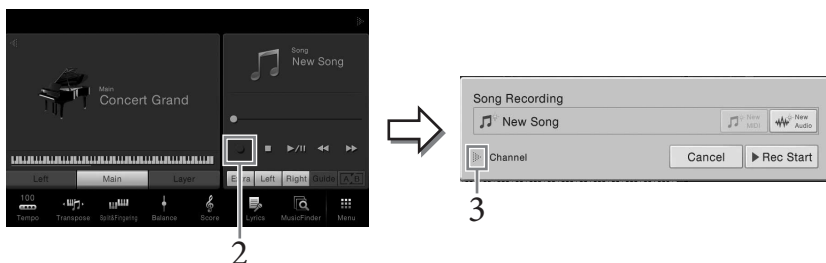 Main
Concert Grand
Song
New Song
Left
Main
Layer
Extra
Left
Right
Guide
A B
100
Tempo
Transpose
Split&Fingering
Balance
Score
Lyrics
MusicFinder
Menu
2
Song Recording
New Song
New
MIDI
New
Audio
Channel
Cancel
Rec Start
3